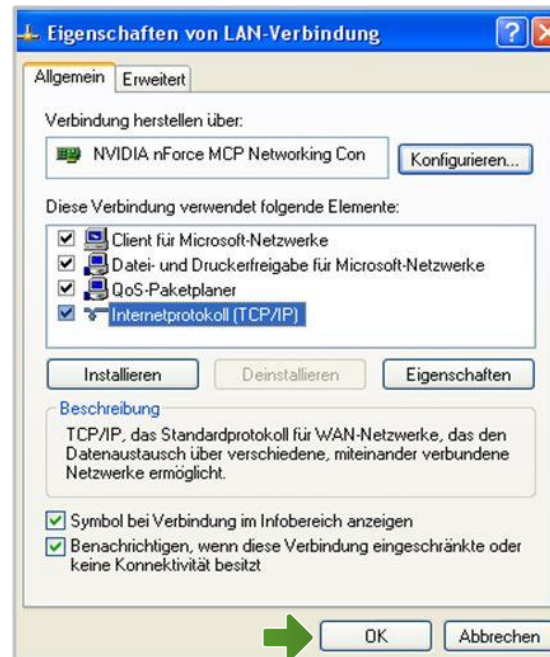 Eigenschaften von LAN-Verbindung
Allgemein
Erweitert
Verbindung herstellen über:
NVIDIA nForce MCP Networking Con
Konfigurieren...
Diese Verbindung verwendet folgende Elemente:
Client für Microsoft-Netzwerke
Datei- und Druckerfreigabe für Microsoft-Netzwerke
QoS-Paketplaner
Internetprotokoll (TCP/IP)
Installieren
Deinstallieren
Eigenschaften
Beschreibung
TCP/IP, das Standardprotokoll für WAN-Netzwerke, das den
Datenaustausch über verschiedene, miteinander verbundene
Netzwerke ermöglicht.
Symbol bei Verbindung im Infobereich anzeigen
Benachrichtigen, wenn diese Verbindung eingeschränkte oder
keine Konnektivität besitzt
OK
Abbrechen